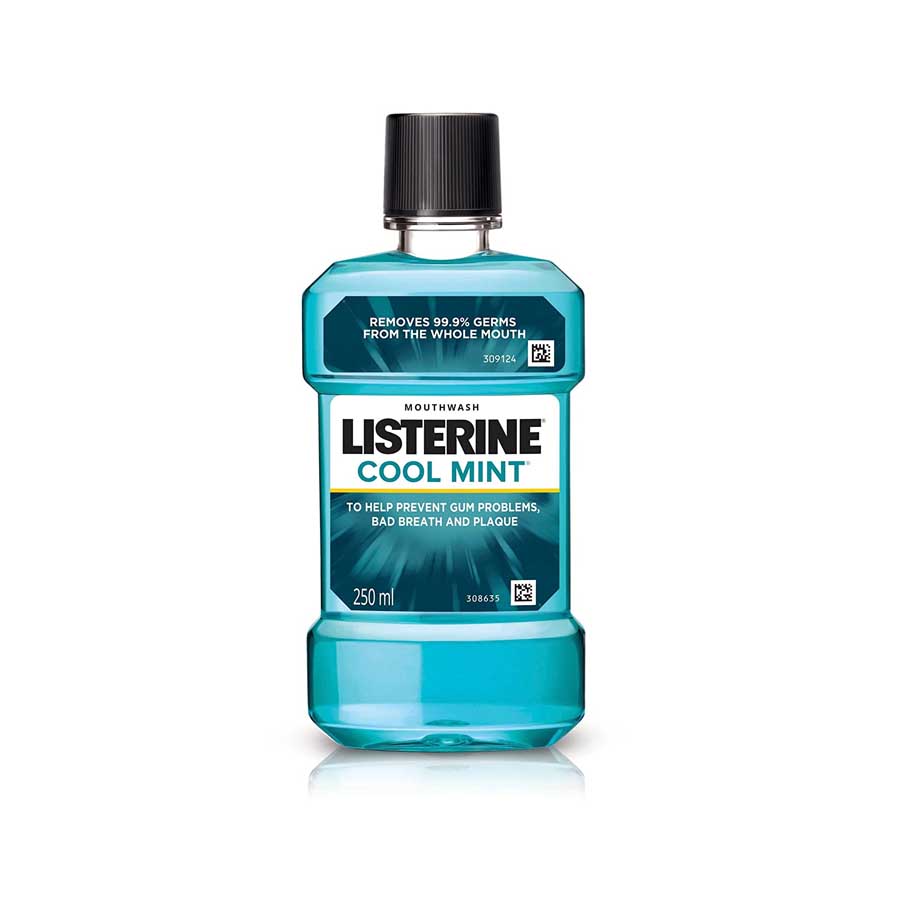 REMOVES 99.9% GERMS
FROM THE WHOLE MOUTH
309124
MOUTHWASH
LISTERINE®
COOL MINT®
TO HELP PREVENT GUM PROBLEMS,
BAD BREATH AND PLAQUE
250 ml
308635